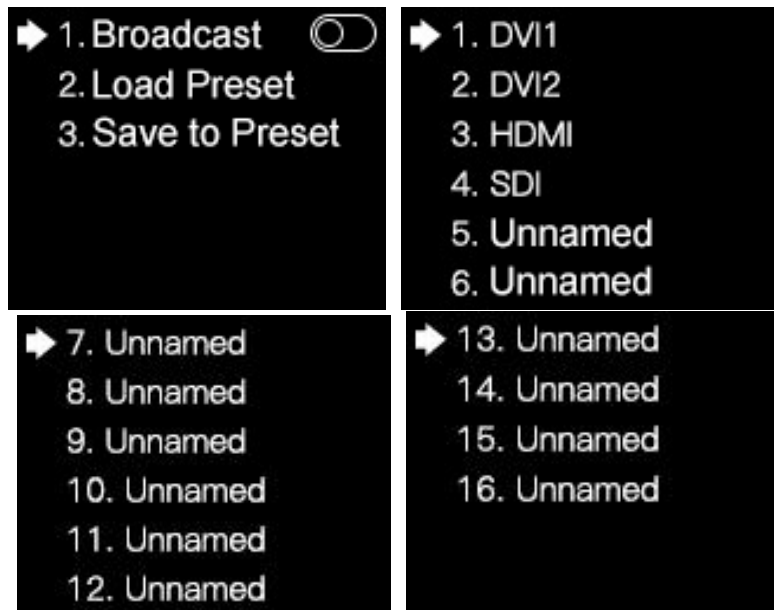 1. Broadcast
2. Load Preset
3. Save to Preset
1. DVI1
2. DVI2
3. HDMI
4. SDI
5. Unnamed
6. Unnamed
7. Unnamed
8. Unnamed
9. Unnamed
10. Unnamed
11. Unnamed
12. Unnamed
13. Unnamed
14. Unnamed
15. Unnamed
16. Unnamed